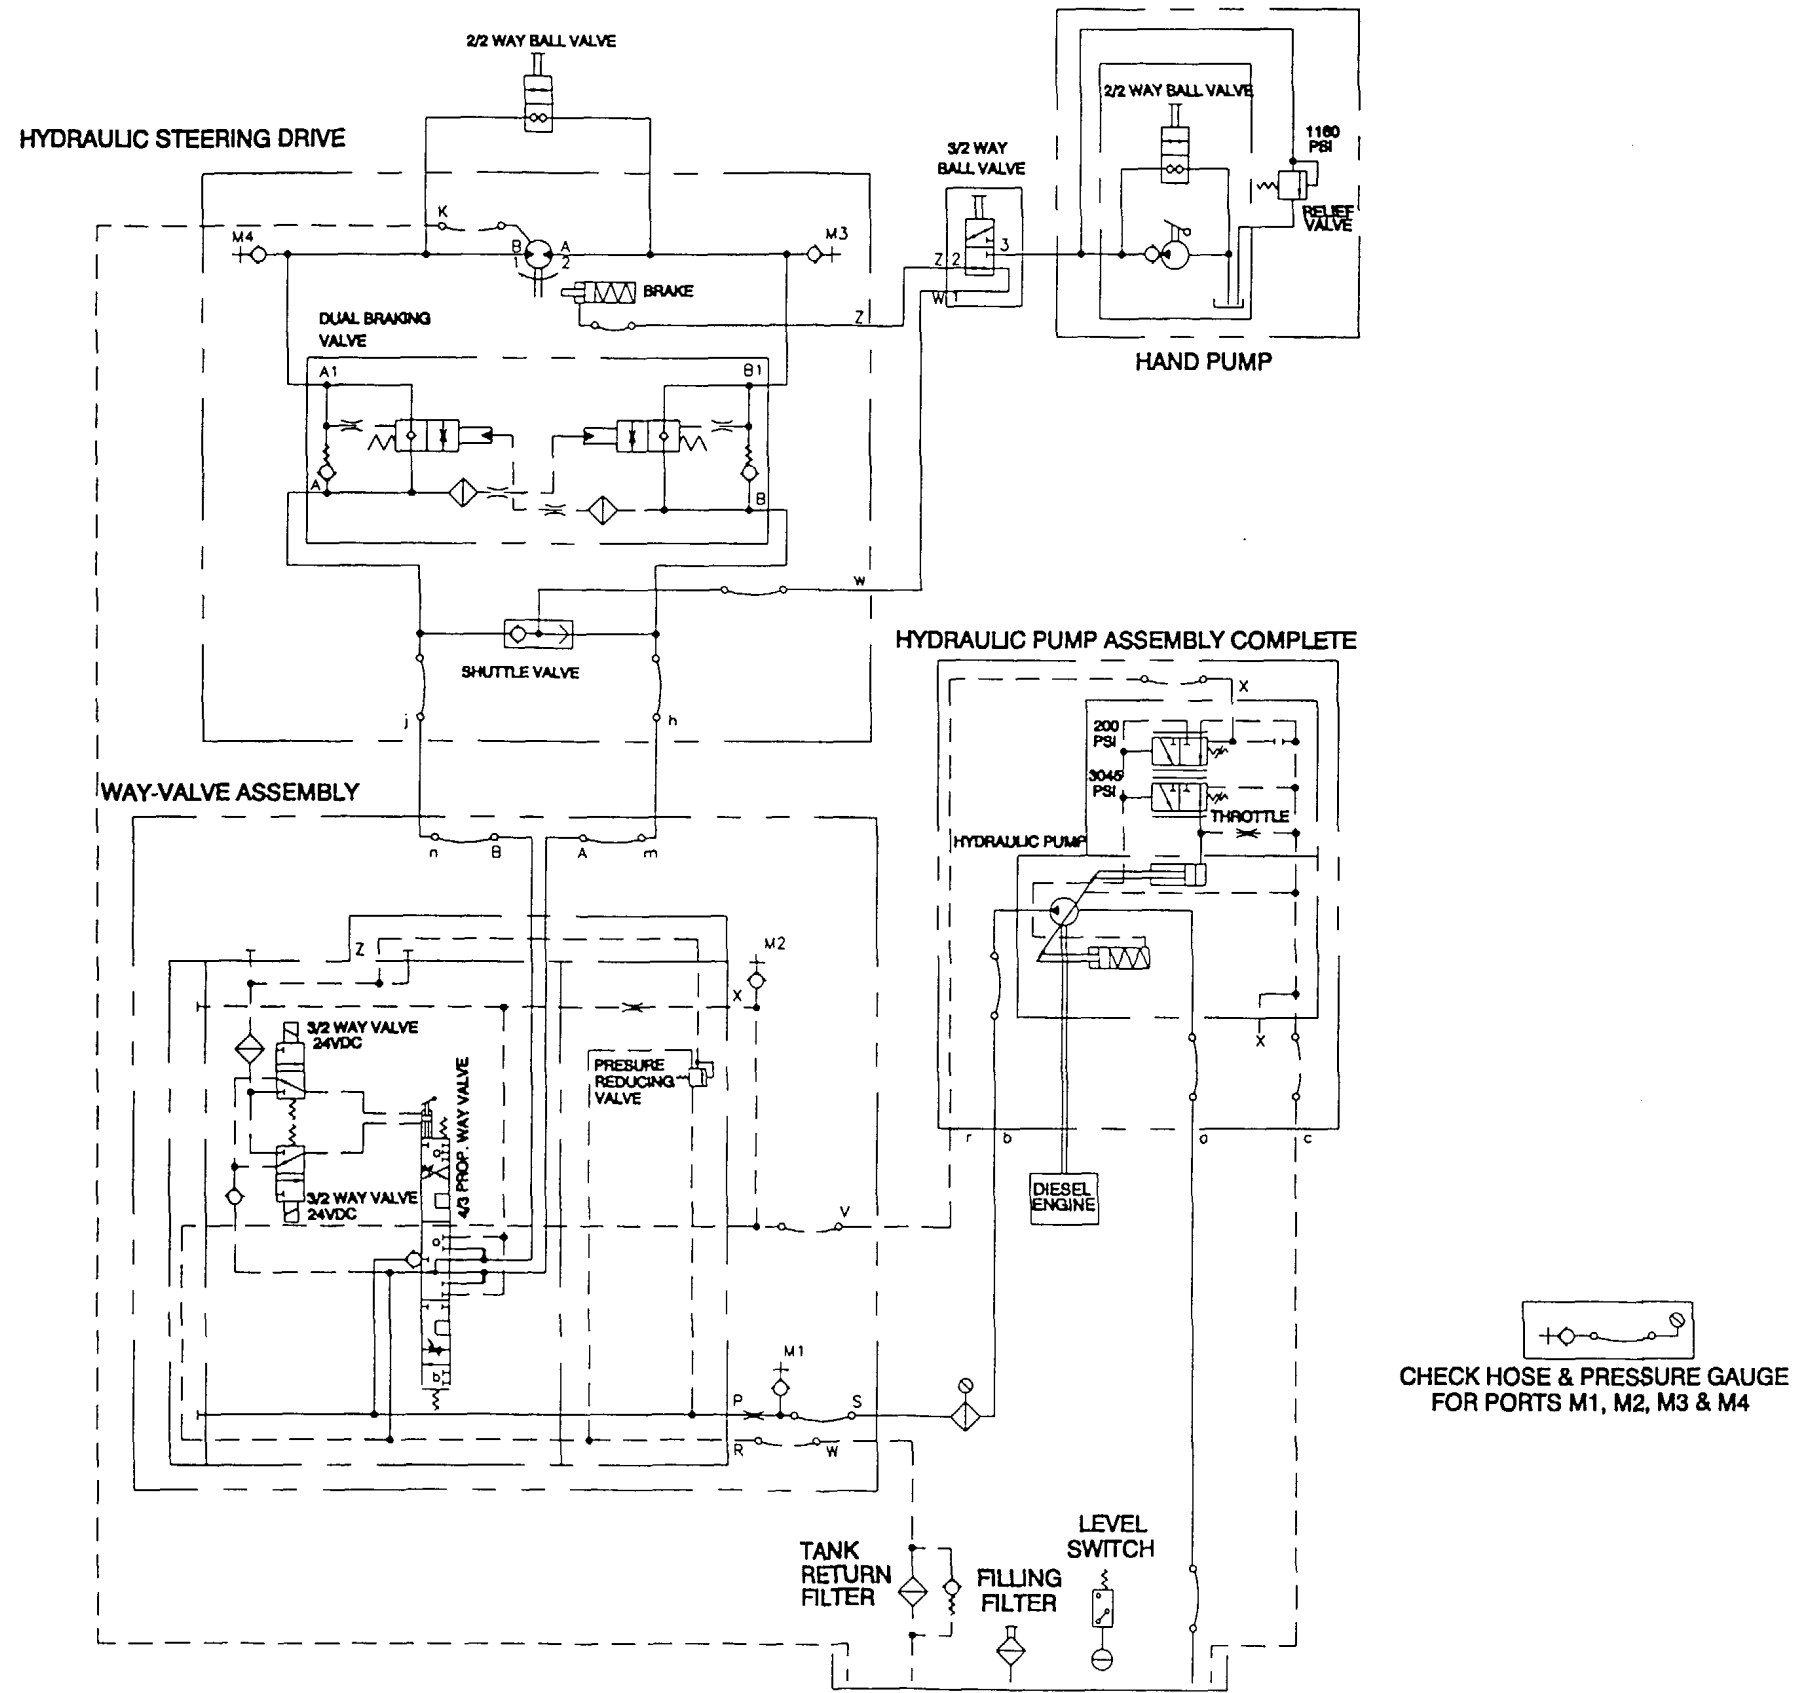 2/2 WAY BALL VALVE
HYDRAULIC STEERING DRIVE
K
M4
B
A
1
2
M3
BRAKE
Z
DUAL BRAKING
VALVE
A1
B1
A
B
W
SHUTTLE VALVE
j
h
3/2 WAY
BALL VALVE
3
Z 2
W 1
2/2 WAY BALL VALVE
1160
PSI
RELIEF
VALVE
HAND PUMP
HYDRAULIC PUMP ASSEMBLY COMPLETE
X
200
PSI
3045
PSI
THROTTLE
HYDRAULIC PUMP
X
r
b
a
c
DIESEL
ENGINE
WAY-VALVE ASSEMBLY
n
B
A
m
Z
M2
X
3/2 WAY VALVE
24VDC
PRESURE
REDUCING
VALVE
4/3 PROP. WAY VALVE
a
3/2 WAY VALVE
24VDC
o
V
b
M1
P
S
R
W
TANK
RETURN
FILTER
FILLING
FILTER
LEVEL
SWITCH
CHECK HOSE & PRESSURE GAUGE
FOR PORTS M1, M2, M3 & M4